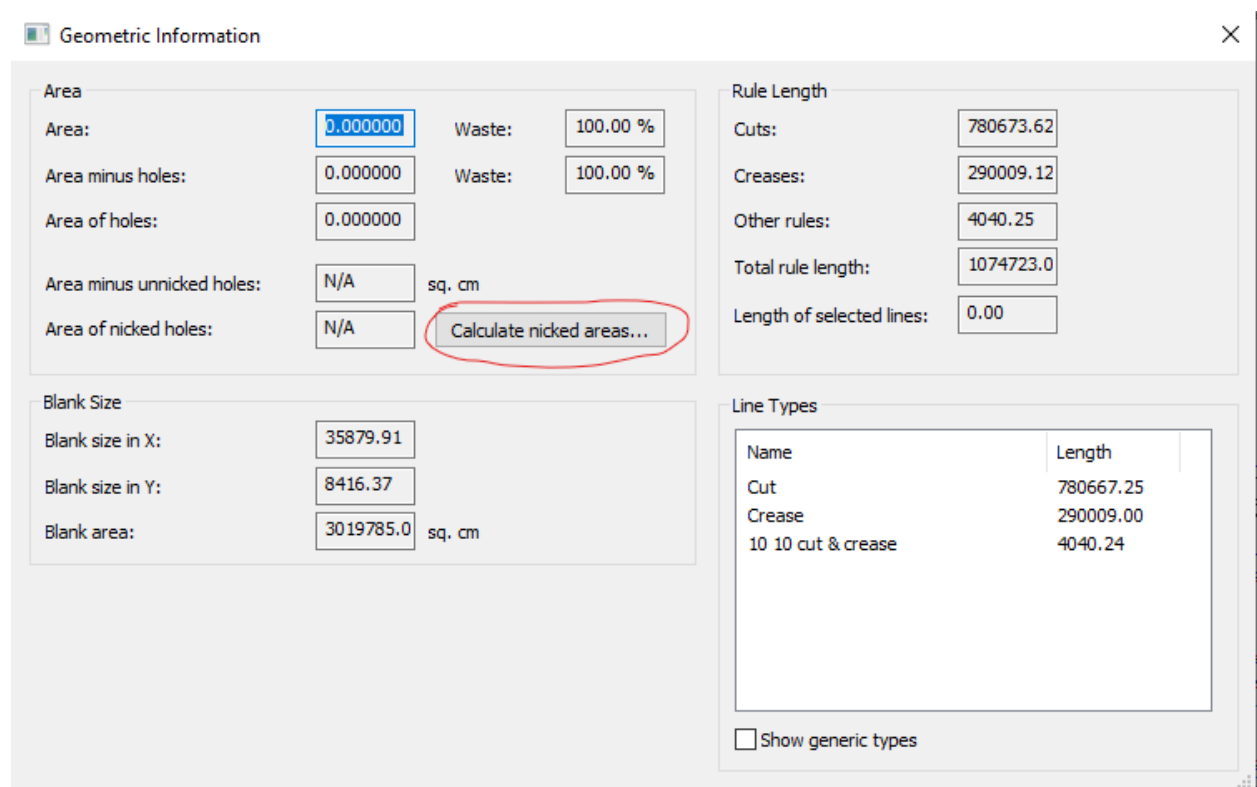 Geometric Information
Area
Area: 0.000000 Waste: 100.00 %
Area minus holes: 0.000000 Waste: 100.00 %
Area of holes: 0.000000
Area minus unnicked holes: N/A sq. cm
Area of nicked holes: N/A Calculate nicked areas...
Blank Size
Blank size in X: 35879.91
Blank size in Y: 8416.37
Blank area: 3019785.0 sq. cm
Rule Length
Cuts: 780673.62
Creases: 290009.12
Other rules: 4040.25
Total rule length: 1074723.0
Length of selected lines: 0.00
Line Types
Name Length
Cut 780667.25
Crease 290009.00
10 10 cut & crease 4040.24
Show generic types